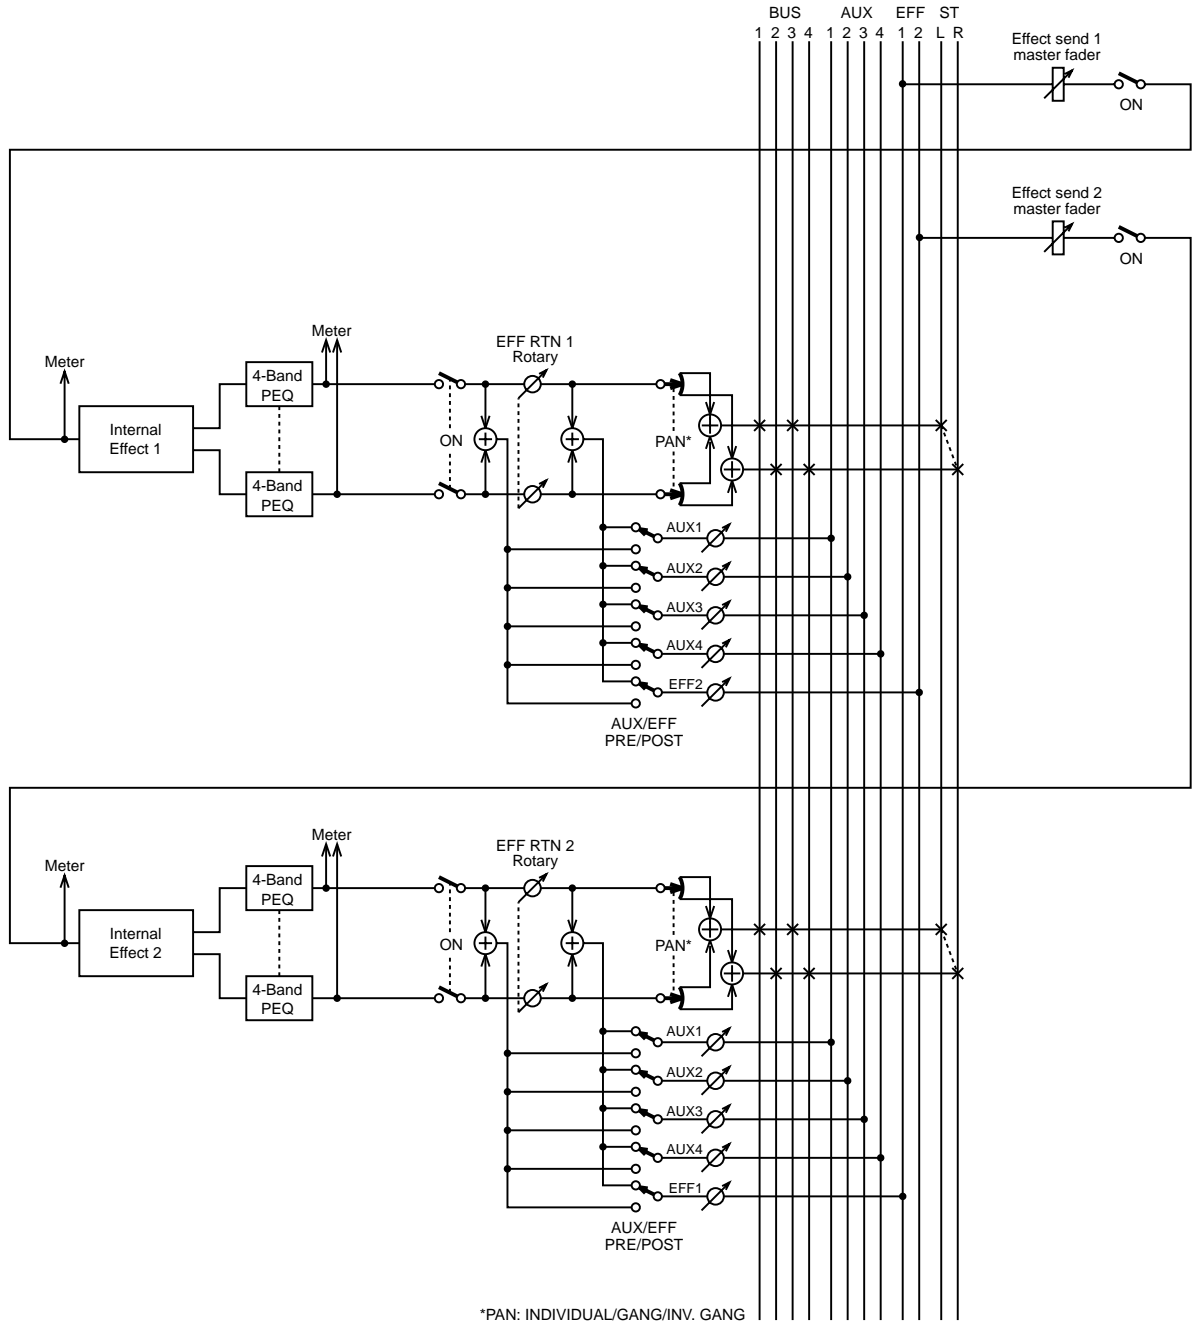 BUS AUX EFF ST
1 2 3 4 1 2 3 4 1 2 L R
Effect send 1
master fader
ON
Effect send 2
master fader
ON
Meter
Meter
EFF RTN 1
Rotary
4-Band
PEQ
Internal
Effect 1
ON
PAN*
4-Band
PEQ
AUX1
AUX2
AUX3
AUX4
EFF2
AUX/EFF
PRE/POST
Meter
Meter
EFF RTN 2
Rotary
4-Band
PEQ
Internal
Effect 2
ON
PAN*
4-Band
PEQ
AUX1
AUX2
AUX3
AUX4
EFF1
AUX/EFF
PRE/POST
*PAN: INDIVIDUAL/GANG/INV. GANG